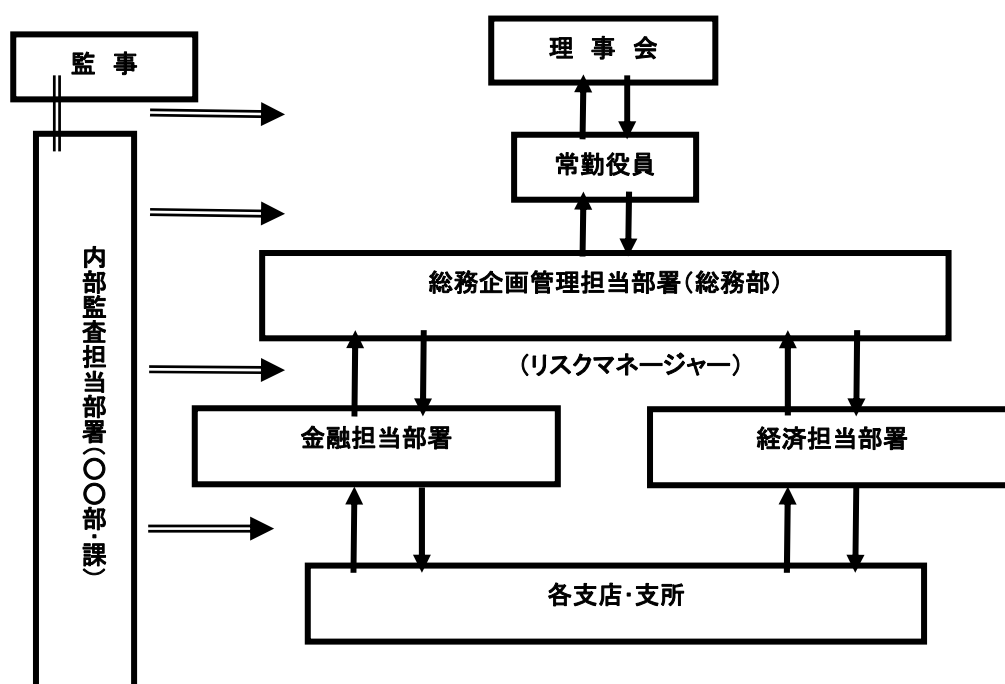 監　事
理　事　会
常勤役員
総務企画管理担当部署（総務部）
（リスクマネージャー）
内部監査担当部署（〇〇部・課）
金融担当部署
経済担当部署
各支店・支所